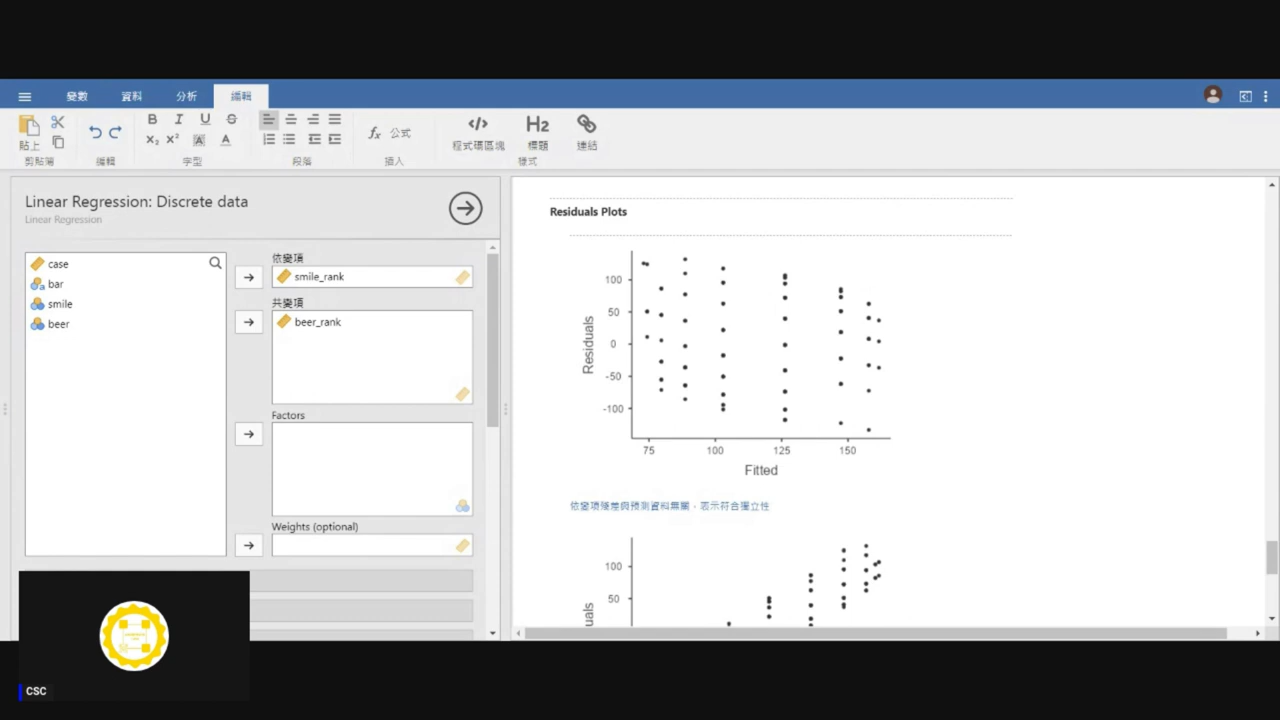 變數 資料 分析 編輯
B I U S
X₂ X² A A
fx 公式
</>
H2
貼上
程式碼區塊 標題 連結
剪貼簿 編輯 字型 段落 插入 樣式
Linear Regression: Discrete data
Linear Regression
case
bar
smile
beer
依變項
smile_rank
共變項
beer_rank
Factors
Weights (optional)
Residuals Plots
100
50
0
-50
-100
Residuals
75 100 125 150
Fitted
依變項殘差與預測資料無關，表示符合獨立性
100
50
uals
CSC